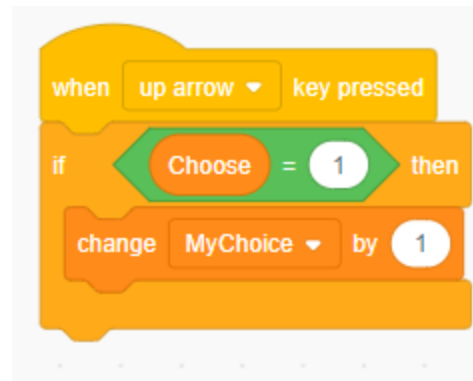 when up arrow key pressed
if Choose = 1 then
change MyChoice by 1